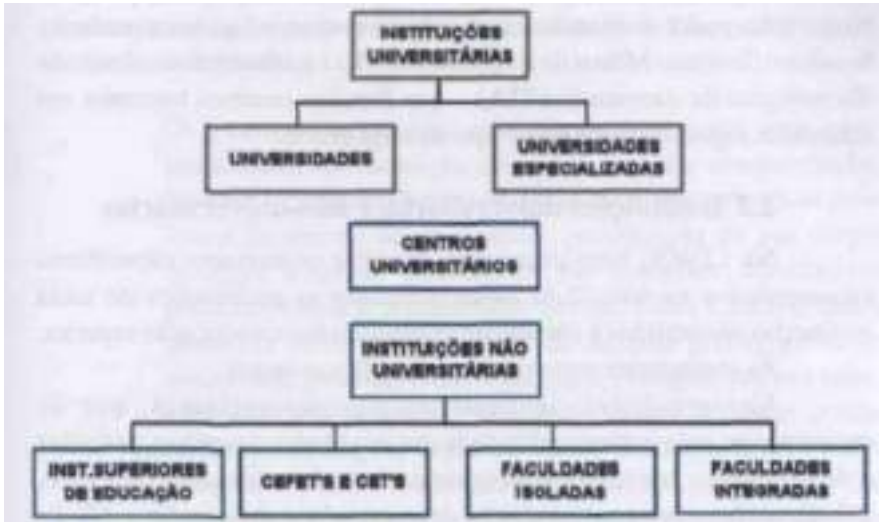 INSTITUIÇÕES
UNIVERSITÁRIAS
UNIVERSIDADES
UNIVERSIDADES
ESPECIALIZADAS
CENTROS
UNIVERSITÁRIOS
INSTITUIÇÕES NÃO
UNIVERSITÁRIAS
INST.SUPERIORES
DE EDUCAÇÃO
CEFET'S E CET'S
FACULDADES
ISOLADAS
FACULDADES
INTEGRADAS